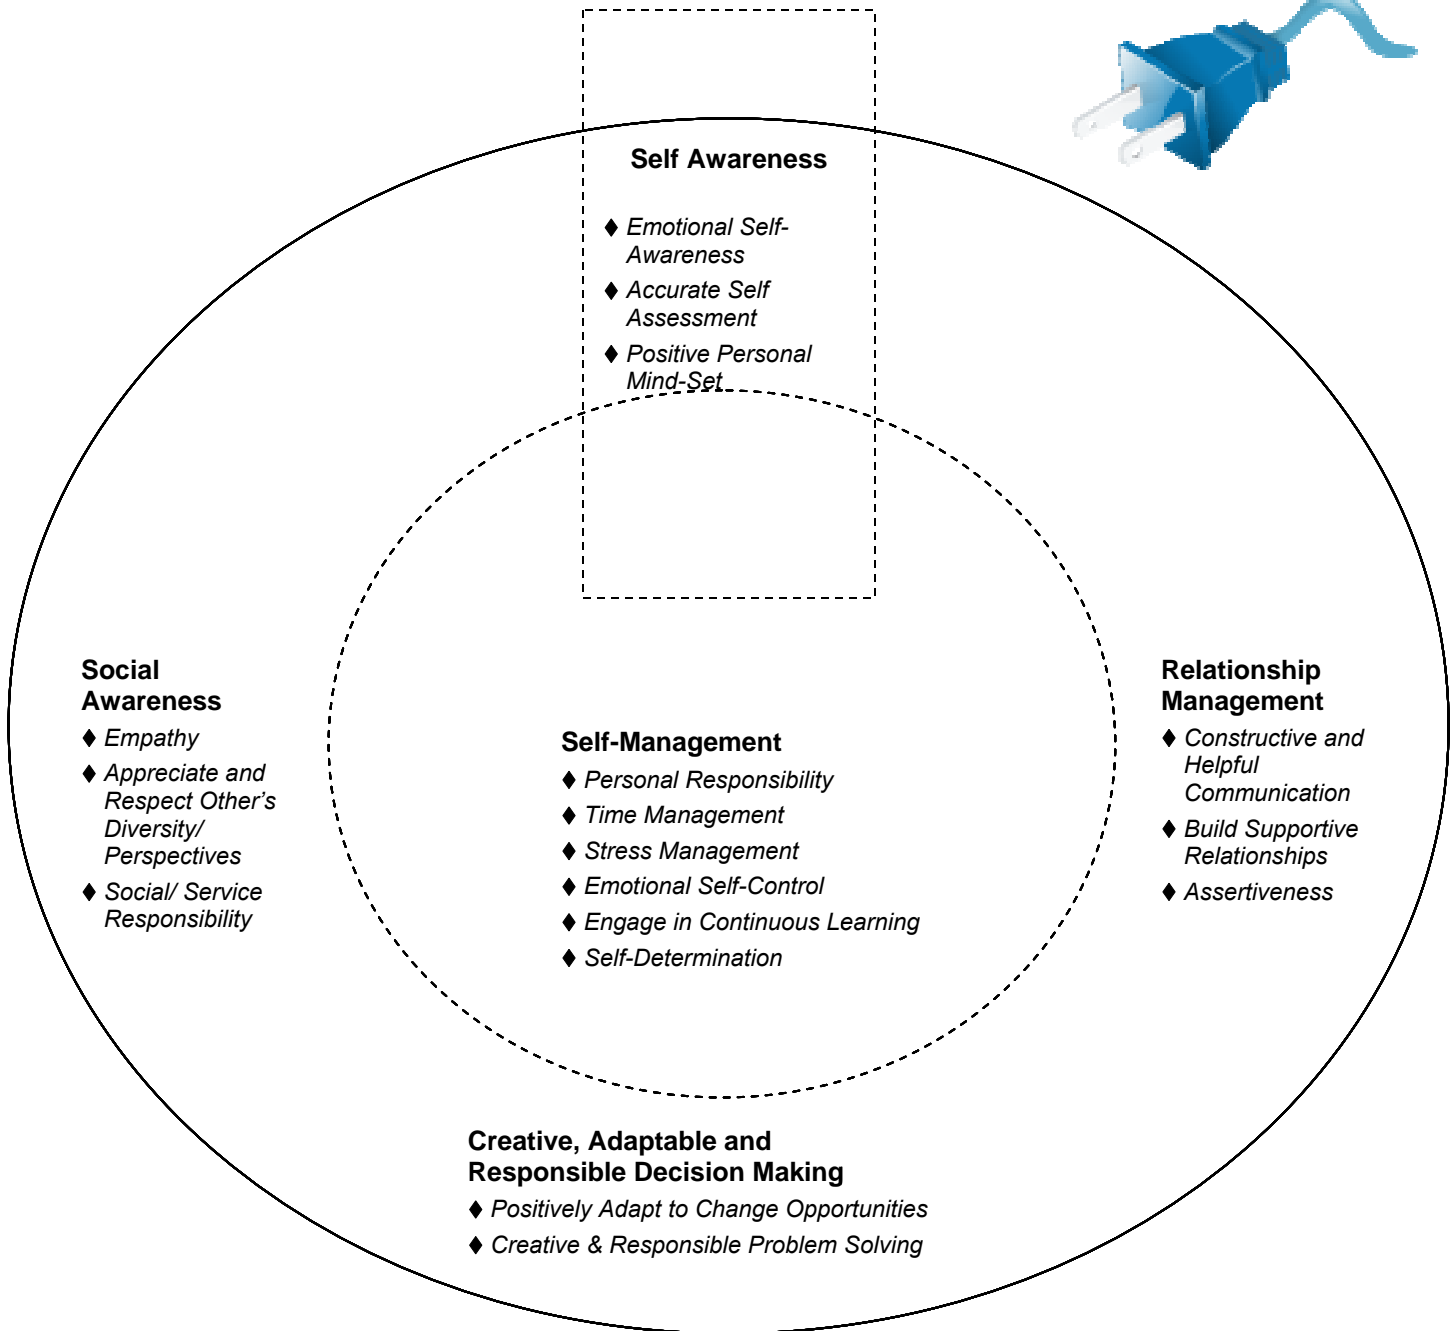 Self Awareness
♦ Emotional Self-
Awareness
♦ Accurate Self
Assessment
♦ Positive Personal
Mind-Set
Social
Awareness
♦ Empathy
♦ Appreciate and
Respect Other's
Diversity/
Perspectives
♦ Social/ Service
Responsibility
Self-Management
♦ Personal Responsibility
♦ Time Management
♦ Stress Management
♦ Emotional Self-Control
♦ Engage in Continuous Learning
♦ Self-Determination
Relationship
Management
♦ Constructive and
Helpful
Communication
♦ Build Supportive
Relationships
♦ Assertiveness
Creative, Adaptable and
Responsible Decision Making
♦ Positively Adapt to Change Opportunities
♦ Creative & Responsible Problem Solving